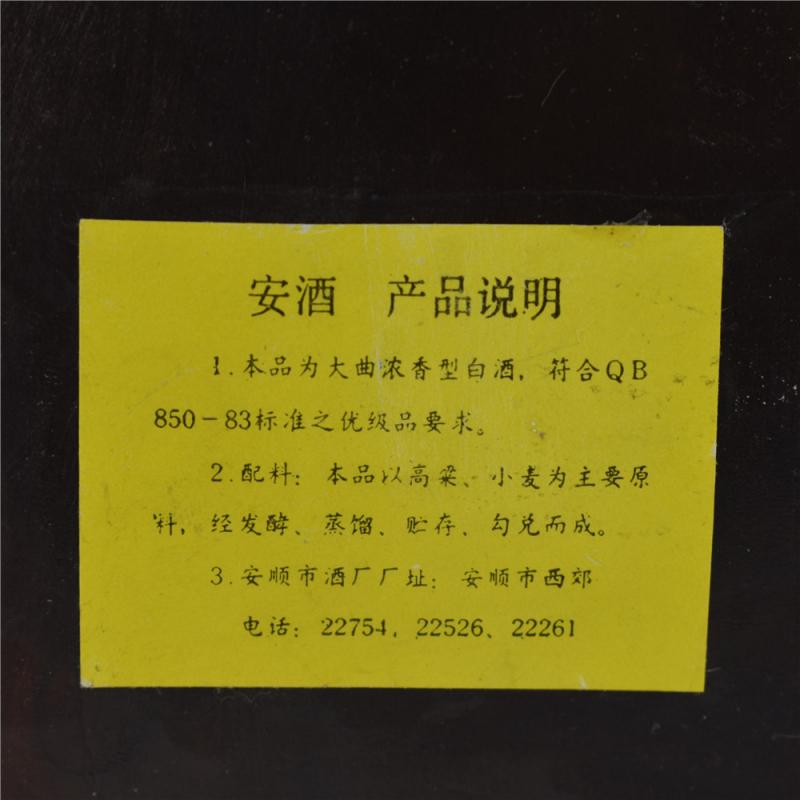 安酒 产品说明
1.本品为大曲浓香型白酒，符合QB
850-83标准之优级品要求。
2.配料：本品以高粱、小麦为主要原
料，经发酵、蒸馏、贮存、勾兑而成。
3.安顺市酒厂厂址：安顺市西郊
电话：22754，22526、22261